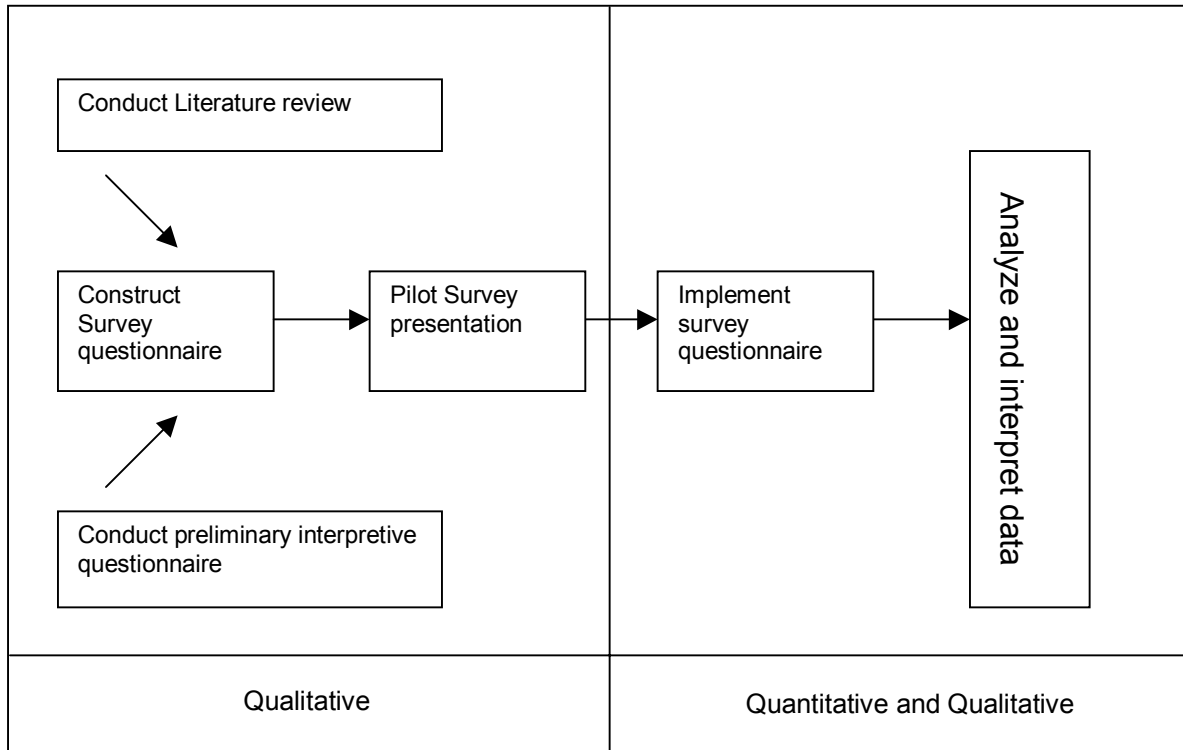 Conduct Literature review
Construct
Survey
questionnaire
Pilot Survey
presentation
Implement
survey
questionnaire
Analyze and interpret data
Conduct preliminary interpretive
questionnaire
Qualitative
Quantitative and Qualitative